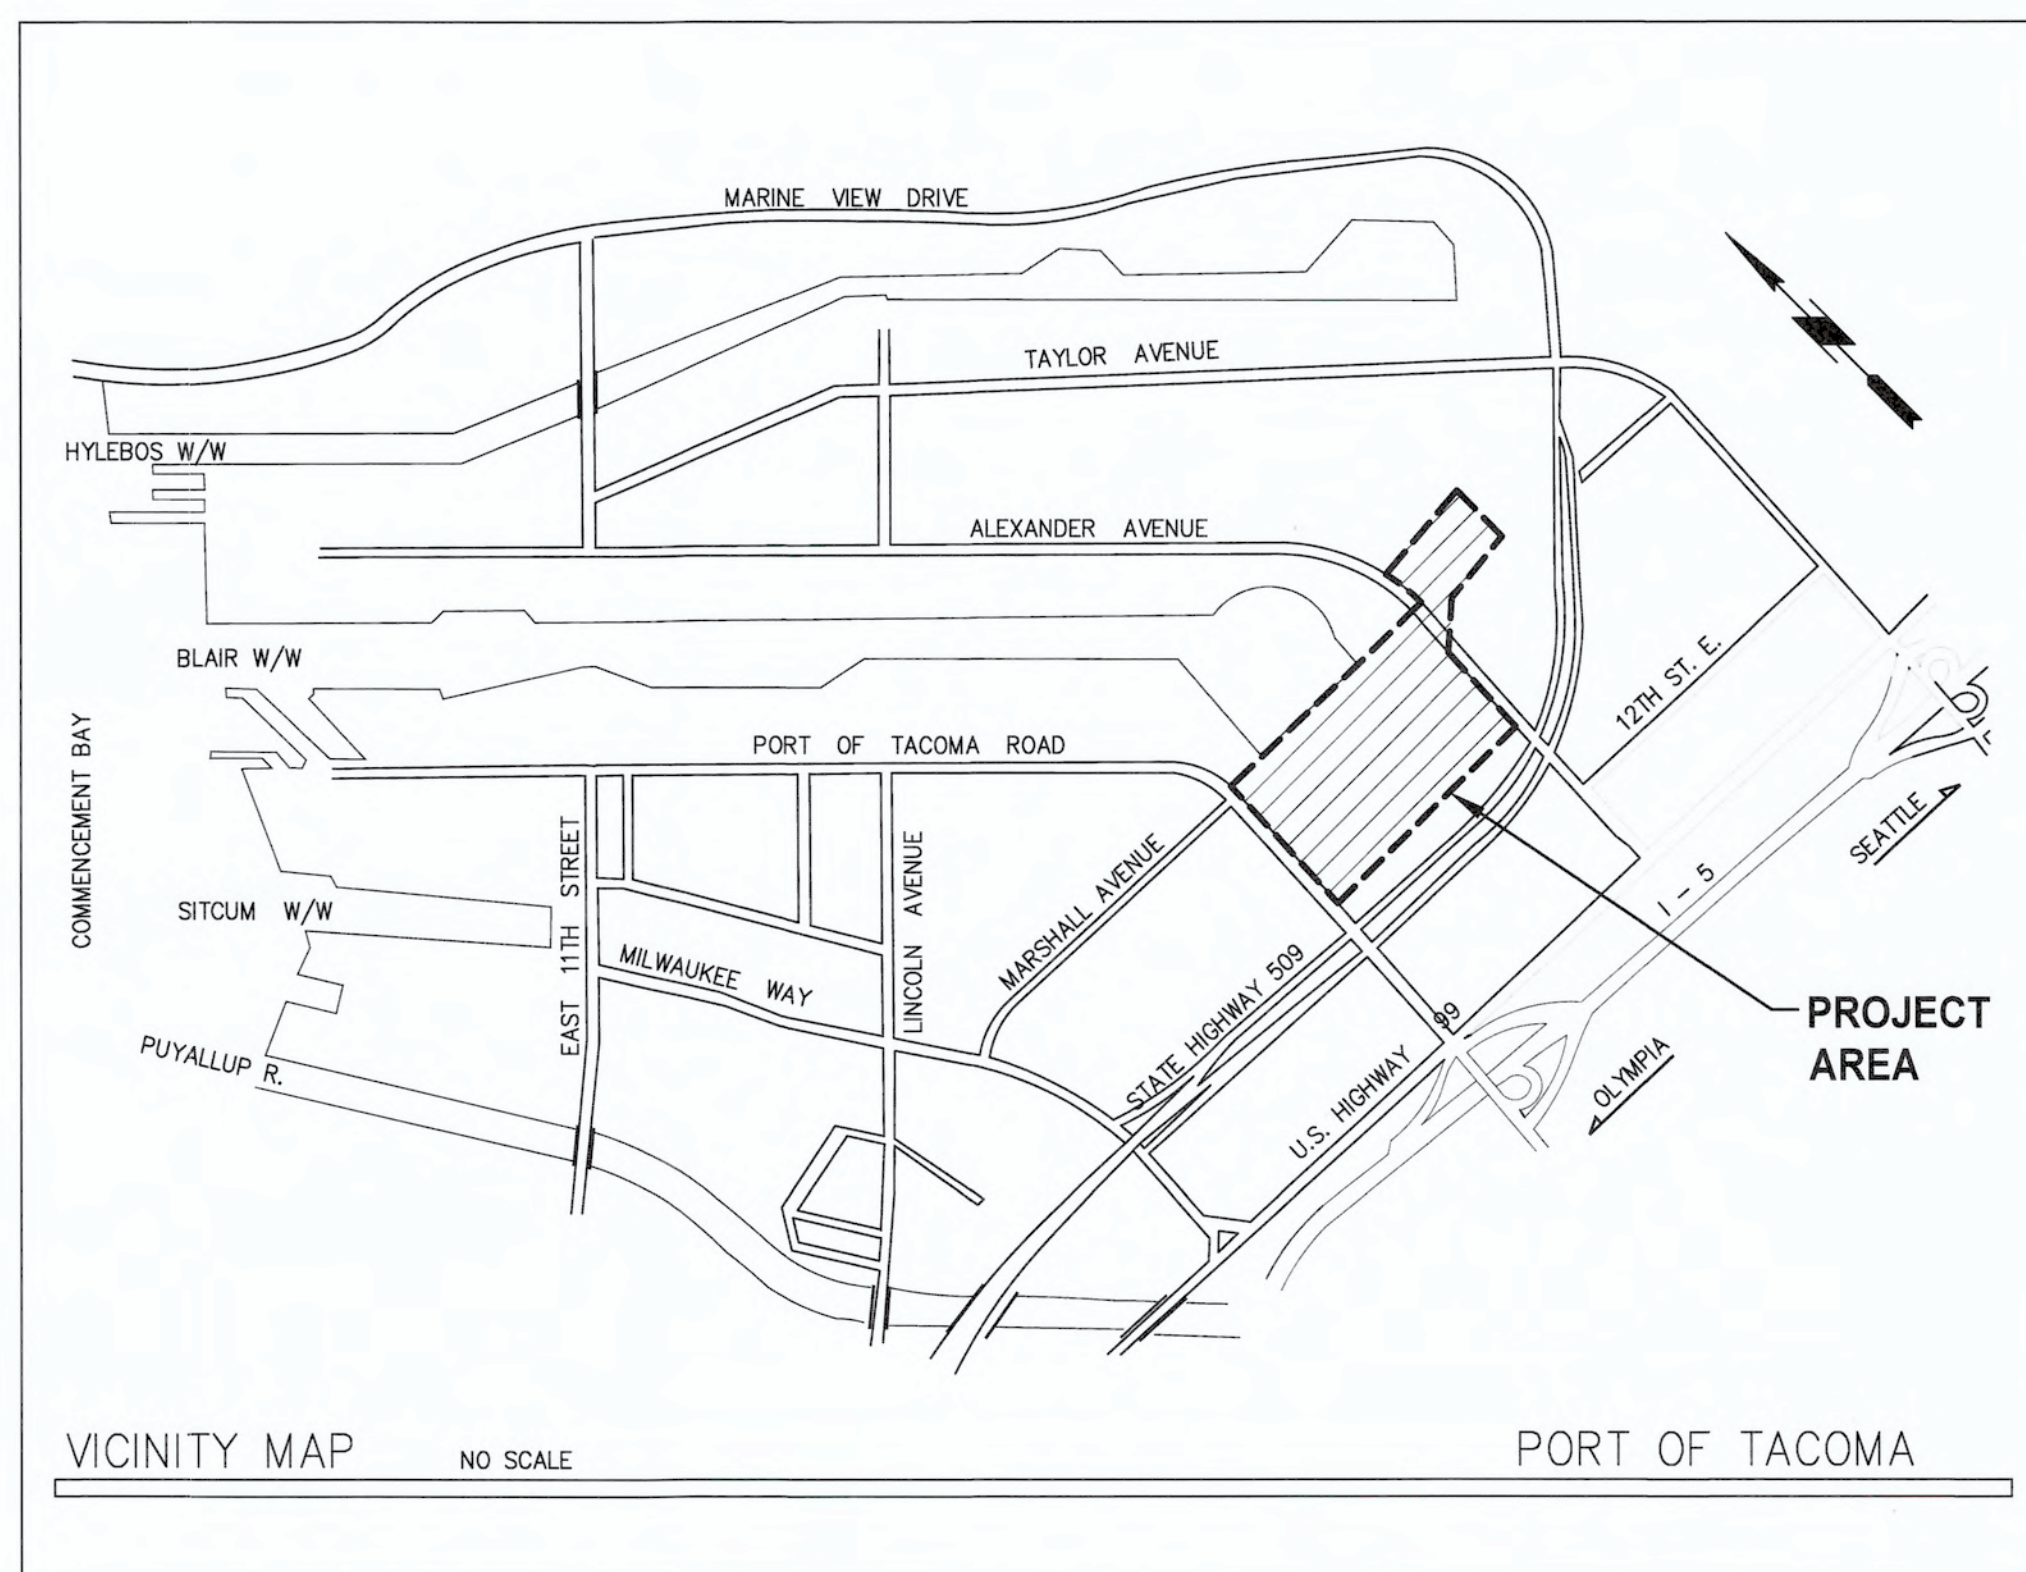 MARINE VIEW DRIVE
TAYLOR AVENUE
HYLEBOS W/W
ALEXANDER AVENUE
BLAIR W/W
12TH ST. E.
COMMENCEMENT BAY
PORT OF TACOMA ROAD
SEATTLE
EAST 11TH STREET
LINCOLN AVENUE
MARSHALL AVENUE
I-5
SITCUM W/W
MILWAUKEE WAY
STATE HIGHWAY 509
PROJECT
AREA
PUYALLUP R.
U.S. HIGHWAY 99
OLYMPIA
VICINITY MAP
NO SCALE
PORT OF TACOMA